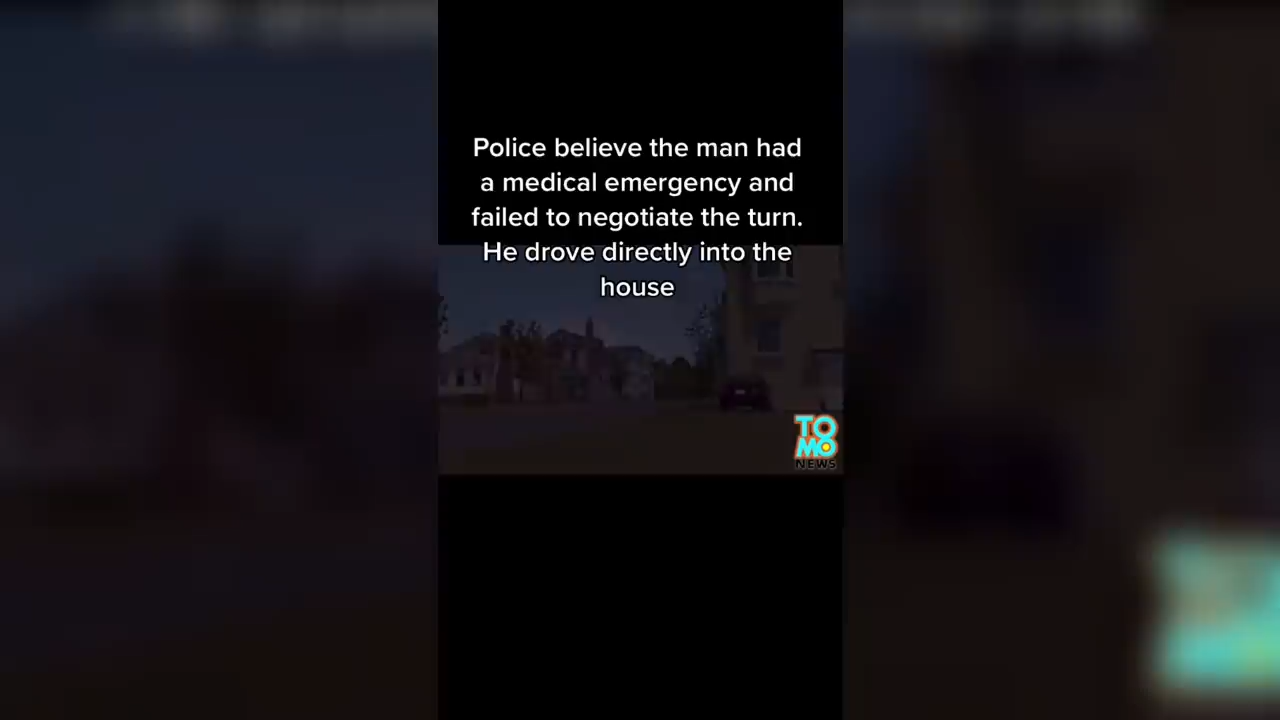 Police believe the man had
a medical emergency and
failed to negotiate the turn.
He drove directly into the
house
TO
MO
NEWS